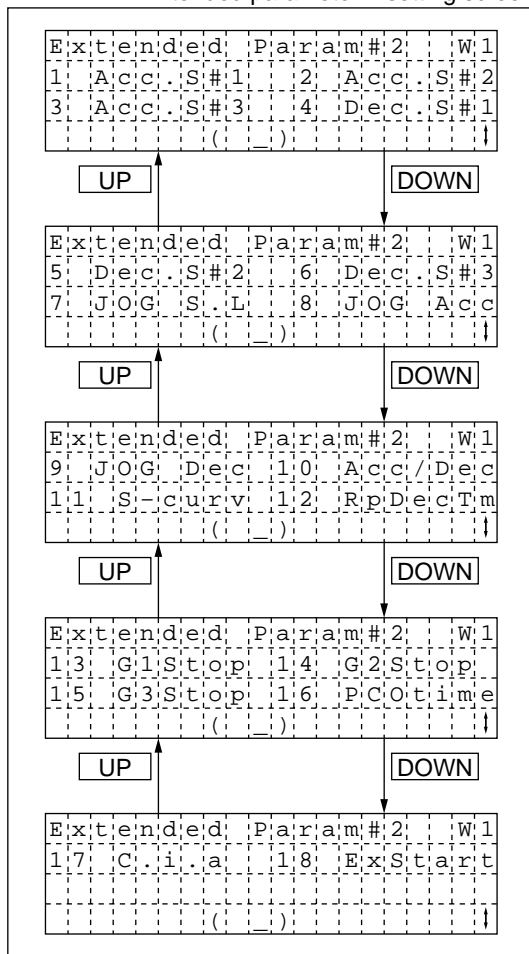 Extended Param#2 W1
1 Acc.S#1 2 Acc.S#2
3 Acc.S#3 4 Dec.S#1
( _)
UP DOWN
Extended Param#2 W1
5 Dec.S#2 6 Dec.S#3
7 JOG S.L 8 JOG Acc
( _)
UP DOWN
Extended Param#2 W1
9 JOG Dec 10 Acc/Dec
11 S-curv 12 RpDecTm
( _)
UP DOWN
Extended Param#2 W1
13 G1Stop 14 G2Stop
15 G3Stop 16 PCOtime
( _)
UP DOWN
Extended Param#2 W1
17 C.i.a 18 ExStart
( _)